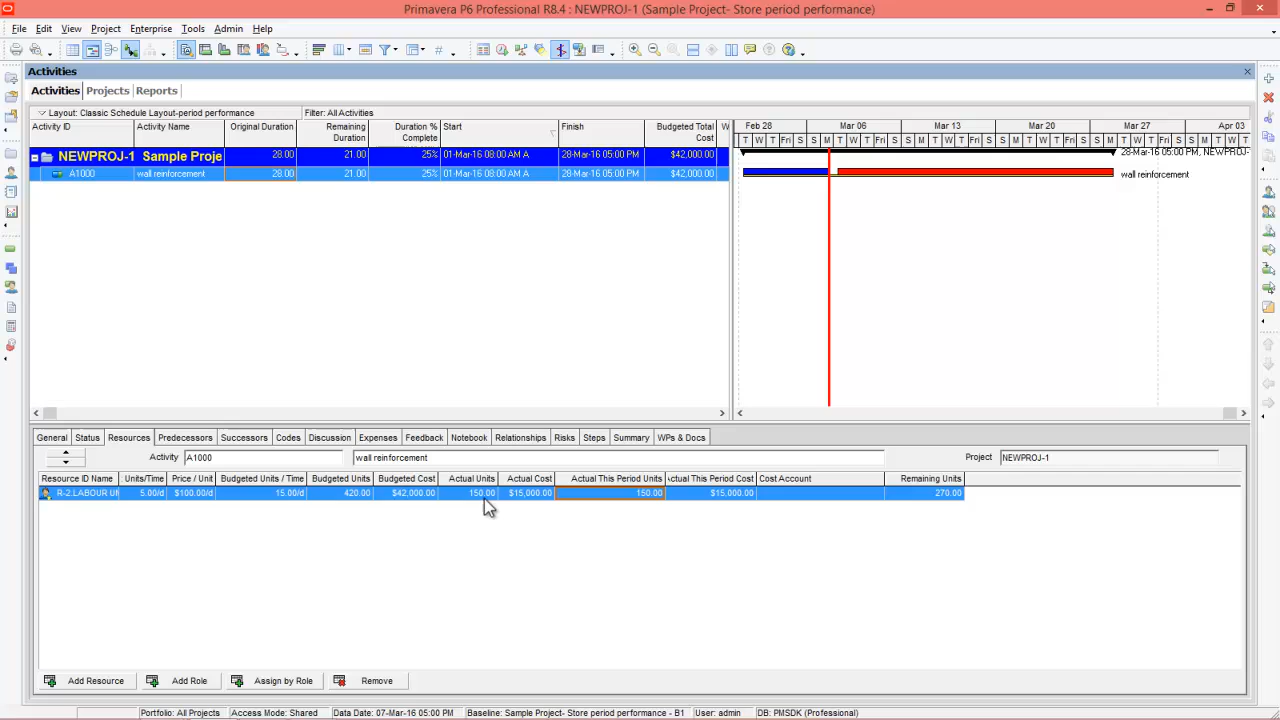 Primavera P6 Professional R8.4 : NEWPROJ-1 (Sample Project- Store period performance)
File Edit View Project Enterprise Tools Admin Help
Activities
Activities Projects Reports
Layout: Classic Schedule Layout-period performance Filter: All Activities
Activity ID Activity Name Original Duration Remaining Duration Duration % Complete Start Finish Budgeted Total Cost W
Feb 28 Mar 06 Mar 13 Mar 20 Mar 27 Apr 03
T W T Fri S S M T W T Fri S S M T W T Fri S S M T W T Fri S S M T W T Fri S S M T
NEWPROJ-1 Sample Proje 28.00 21.00 25% 01-Mar-16 08:00 AM A 28-Mar-16 05:00 PM $42,000.00 28-Mar-16 05:00 PM, NEWPROJ-
A1000 wall reinforcement 28.00 21.00 25% 01-Mar-16 08:00 AM A 28-Mar-16 05:00 PM $42,000.00 wall reinforcement
General Status Resources Predecessors Successors Codes Discussion Expenses Feedback Notebook Relationships Risks Steps Summary WPs & Docs
Activity A1000 wall reinforcement Project NEWPROJ-1
Resource ID Name Units/Time Price / Unit Budgeted Units / Time Budgeted Units Budgeted Cost Actual Units Actual Cost Actual This Period Units Actual This Period Cost Cost Account Remaining Units
R-2.LABOUR UN 5.00/d $100.00/d 15.00/d 420.00 $42,000.00 150.00 $15,000.00 150.00 $15,000.00 270.00
Add Resource Add Role Assign by Role Remove
Portfolio: All Projects Access Mode: Shared Data Date: 07-Mar-16 05:00 PM Baseline: Sample Project- Store period performance - B1 User: admin DB: PMSDK (Professional)